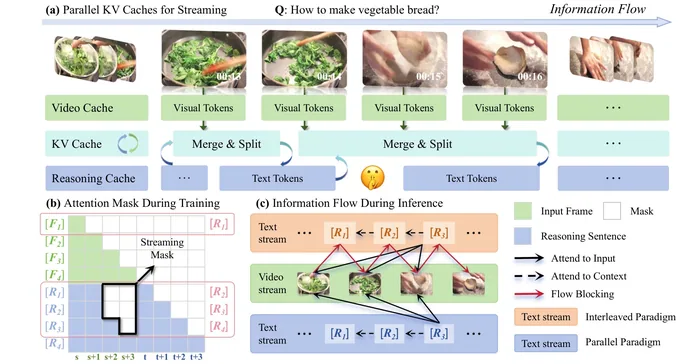 (a) Parallel KV Caches for Streaming
Q: How to make vegetable bread?
Information Flow
00:13
00:14
00:15
00:16
Video Cache
Visual Tokens
Visual Tokens
Visual Tokens
Visual Tokens
...
KV Cache
Merge & Split
Merge & Split
...
Reasoning Cache
...
Text Tokens
Text Tokens
...
(b) Attention Mask During Training
[F1]
[R1]
[F2]
[F3]
[F4]
Streaming
Mask
[R1]
[R2]
[R2]
[R3]
[R3]
[R4]
[R4]
s s+1 s+2 s+3 t t+1 t+2 t+3
(c) Information Flow During Inference
Text
stream
... [R1] [R2] [R3] ...
Video
stream
Text
stream
... [R1] [R2] [R3] ...
Input Frame
Mask
Reasoning Sentence
Attend to Input
Attend to Context
Flow Blocking
Text stream
Interleaved Paradigm
Text stream
Parallel Paradigm